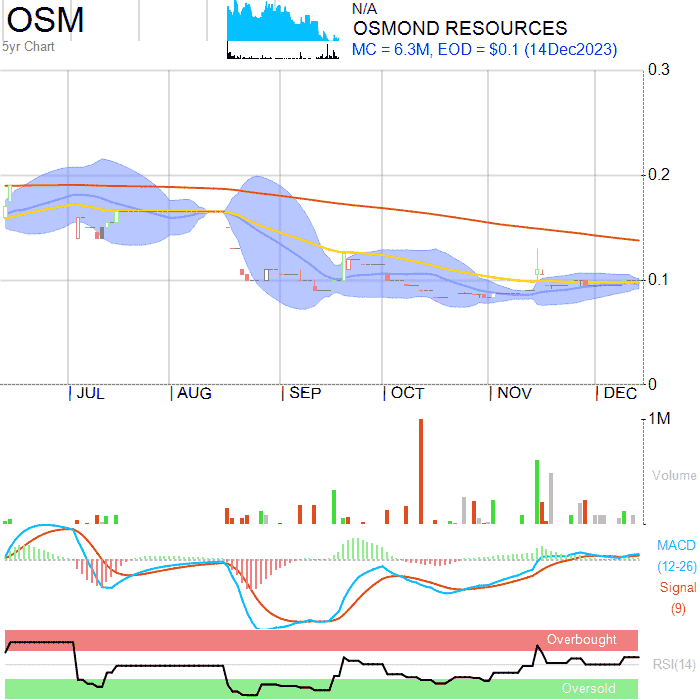 OSM
5yr Chart
N/A
OSMOND RESOURCES
MC = 6.3M, EOD = $0.1 (14Dec2023)
0.3
0.2
0.1
0
JUL AUG SEP OCT NOV DEC
1M
Volume
MACD
(12-26)
Signal
(9)
Overbought
RSI(14)
Oversold